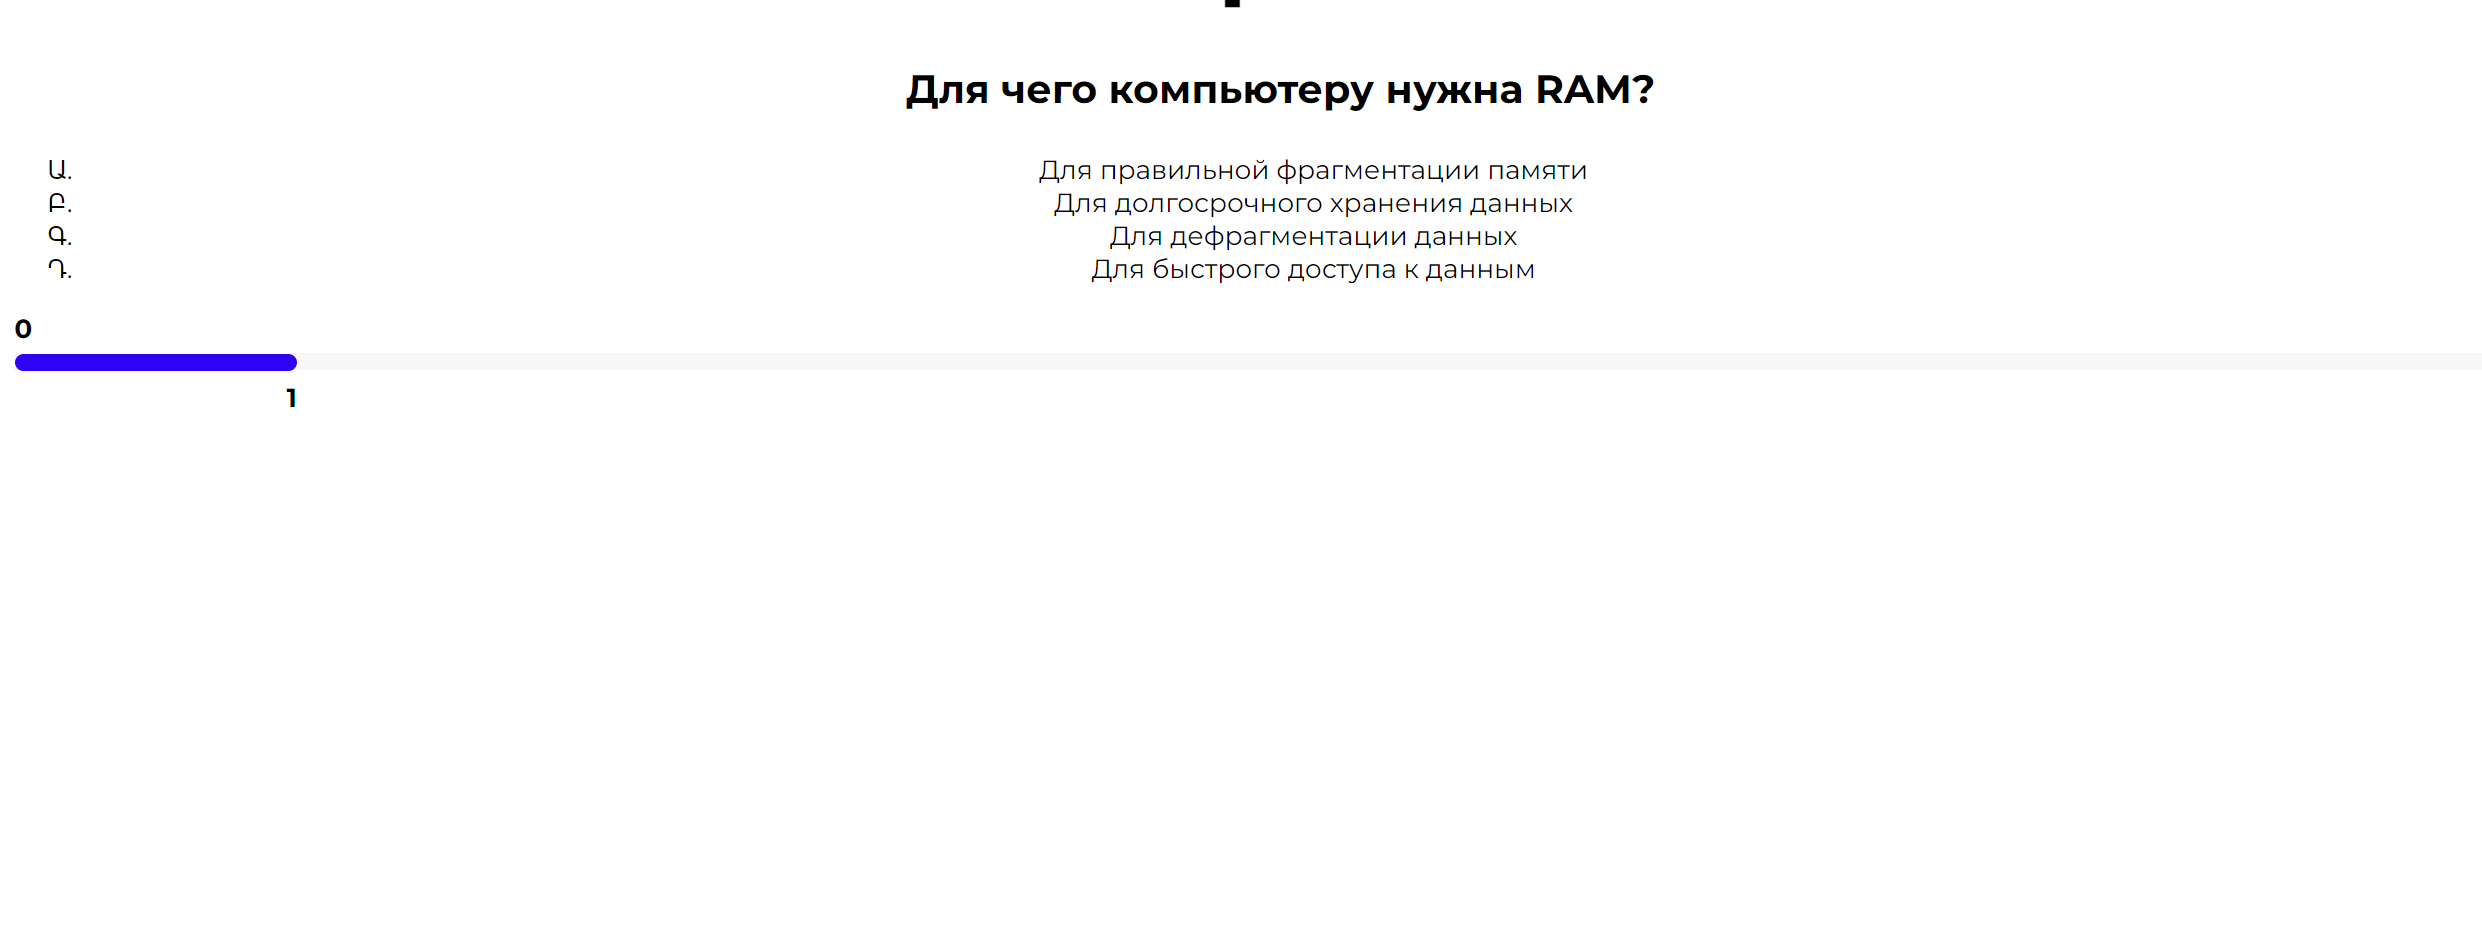 Для чего компьютеру нужна RAM?
Ա. Для правильной фрагментации памяти
Բ. Для долгосрочного хранения данных
Գ. Для дефрагментации данных
Դ. Для быстрого доступа к данным
0
1